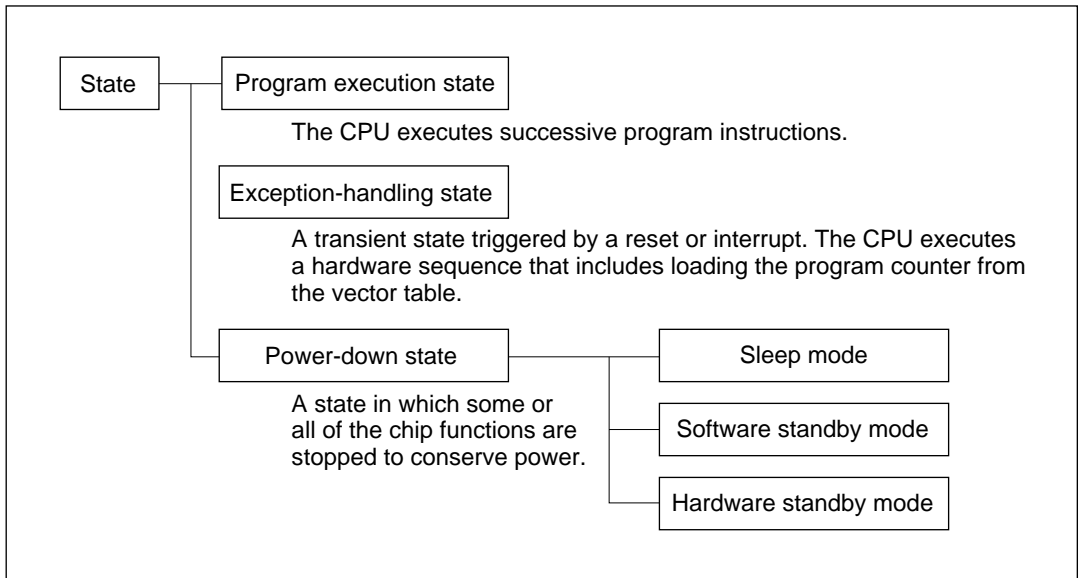 State
Program execution state
The CPU executes successive program instructions.
Exception-handling state
A transient state triggered by a reset or interrupt. The CPU executes
a hardware sequence that includes loading the program counter from
the vector table.
Power-down state
A state in which some or
all of the chip functions are
stopped to conserve power.
Sleep mode
Software standby mode
Hardware standby mode